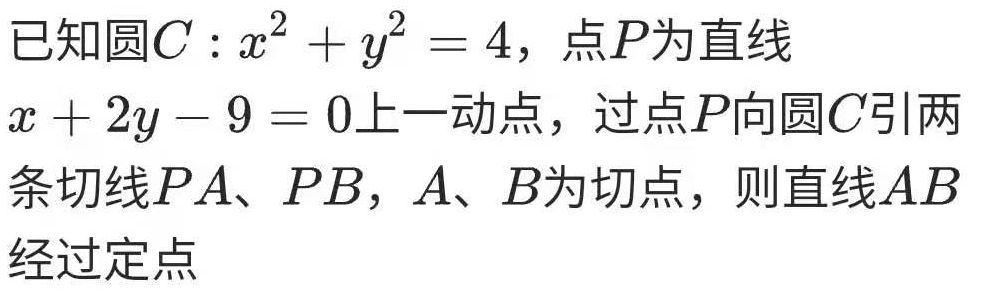 已知圆C：x² + y² = 4，点P为直线
x + 2y − 9 = 0上一动点，过点P向圆C引两
条切线PA、PB，A、B为切点，则直线AB
经过定点